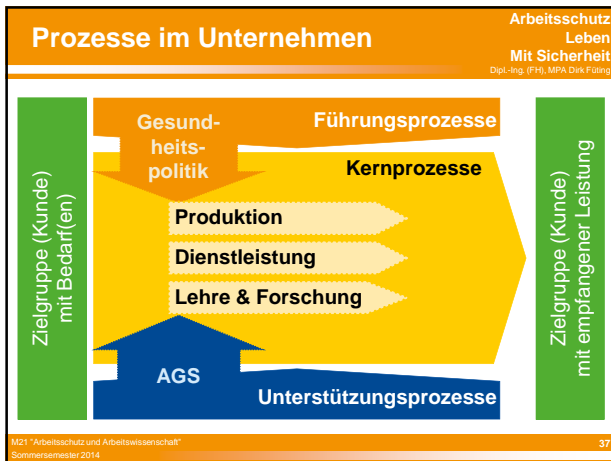 Prozesse im Unternehmen
Arbeitsschutz
Leben
Mit Sicherheit
Dipl.-Ing. (FH), MPA Dirk Füting
Zielgruppe (Kunde)
mit Bedarf(en)
Gesund-
heits-
politik
Führungsprozesse
Kernprozesse
Produktion
Dienstleistung
Lehre & Forschung
AGS
Unterstützungsprozesse
Zielgruppe (Kunde)
mit empfangener Leistung
M21 "Arbeitsschutz und Arbeitswissenschaft"
Sommersemester 2014
37